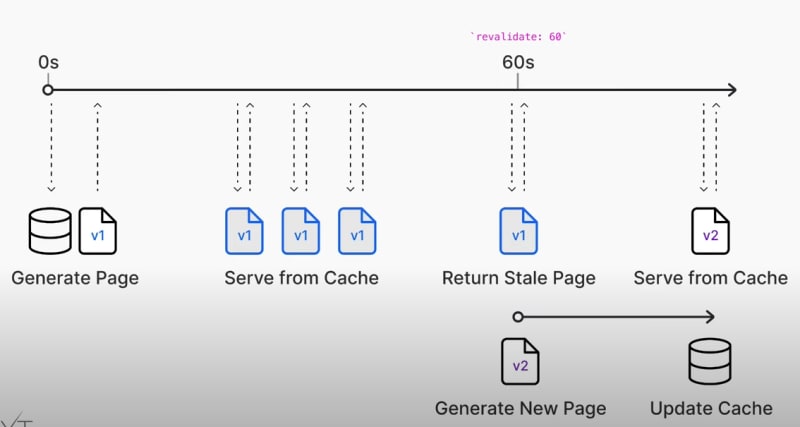 `revalidate: 60`
0s
60s
v1
v1
v1
v1
v1
v2
Generate Page
Serve from Cache
Return Stale Page
Serve from Cache
v2
Generate New Page
Update Cache